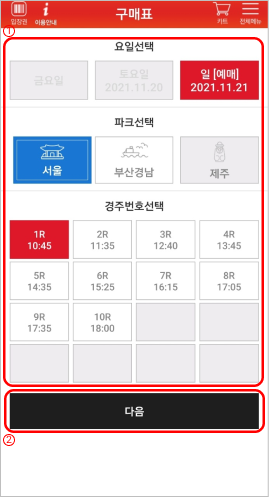 구매표
입장권
이용안내
카트
전체메뉴
①
요일선택
금요일
토요일
2021.11.20
일 [예매]
2021.11.21
파크선택
서울
부산경남
제주
경주번호선택
1R
10:45
2R
11:35
3R
12:40
4R
13:45
5R
14:35
6R
15:25
7R
16:15
8R
17:05
9R
17:35
10R
18:00
다음
②